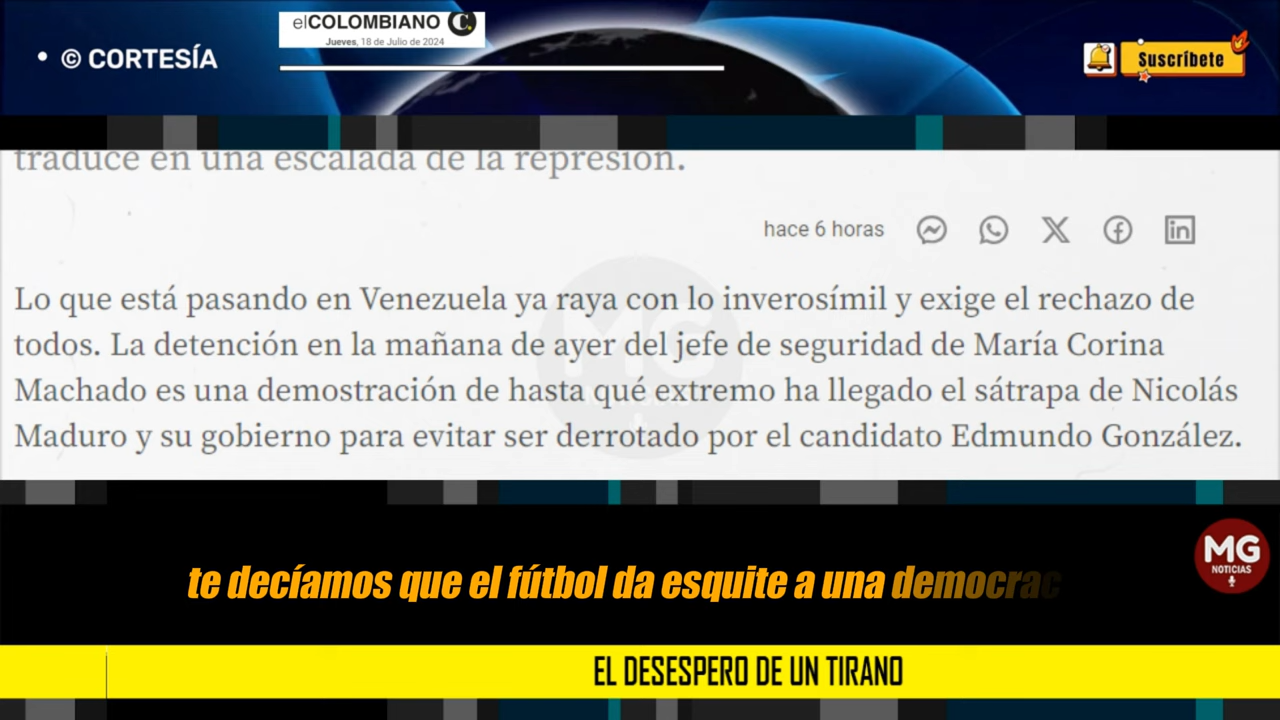 elCOLOMBIANO C.
Jueves, 18 de Julio de 2024
• © CORTESÍA
Suscríbete
traduce en una escalada de la represión.
hace 6 horas
Lo que está pasando en Venezuela ya raya con lo inverosímil y exige el rechazo de
todos. La detención en la mañana de ayer del jefe de seguridad de María Corina
Machado es una demostración de hasta qué extremo ha llegado el sátrapa de Nicolás
Maduro y su gobierno para evitar ser derrotado por el candidato Edmundo González.
MG
NOTICIAS
te decíamos que el fútbol da esquite a una democrac
EL DESESPERO DE UN TIRANO